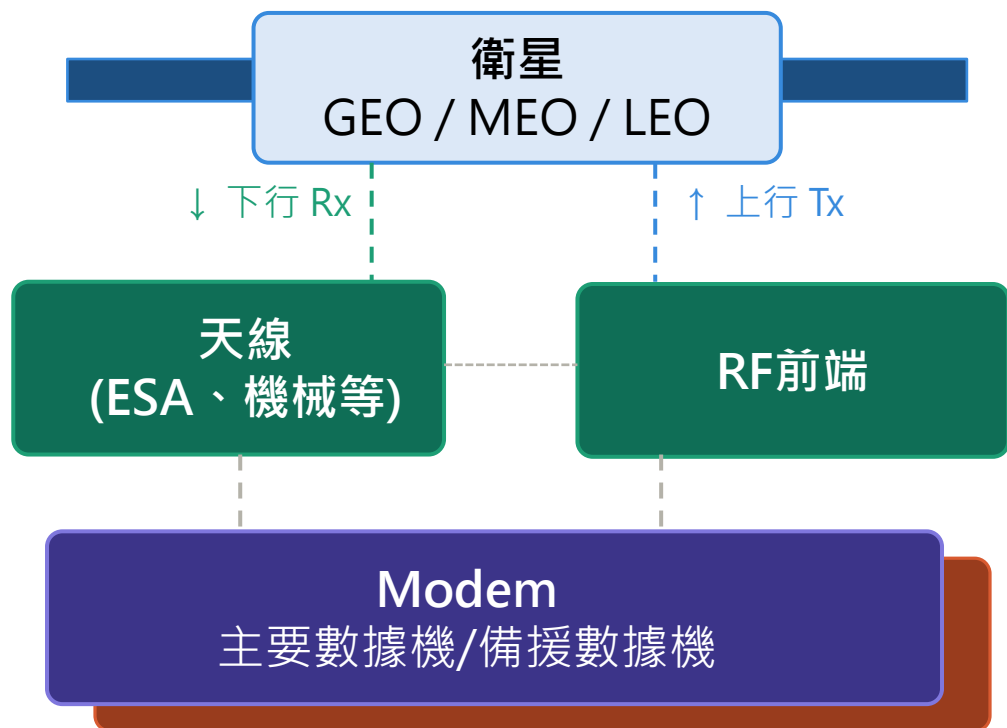 衛星
GEO / MEO / LEO
↓ 下行 Rx
↑ 上行 Tx
天線
(ESA、機械等)
RF前端
Modem
主要數據機/備援數據機